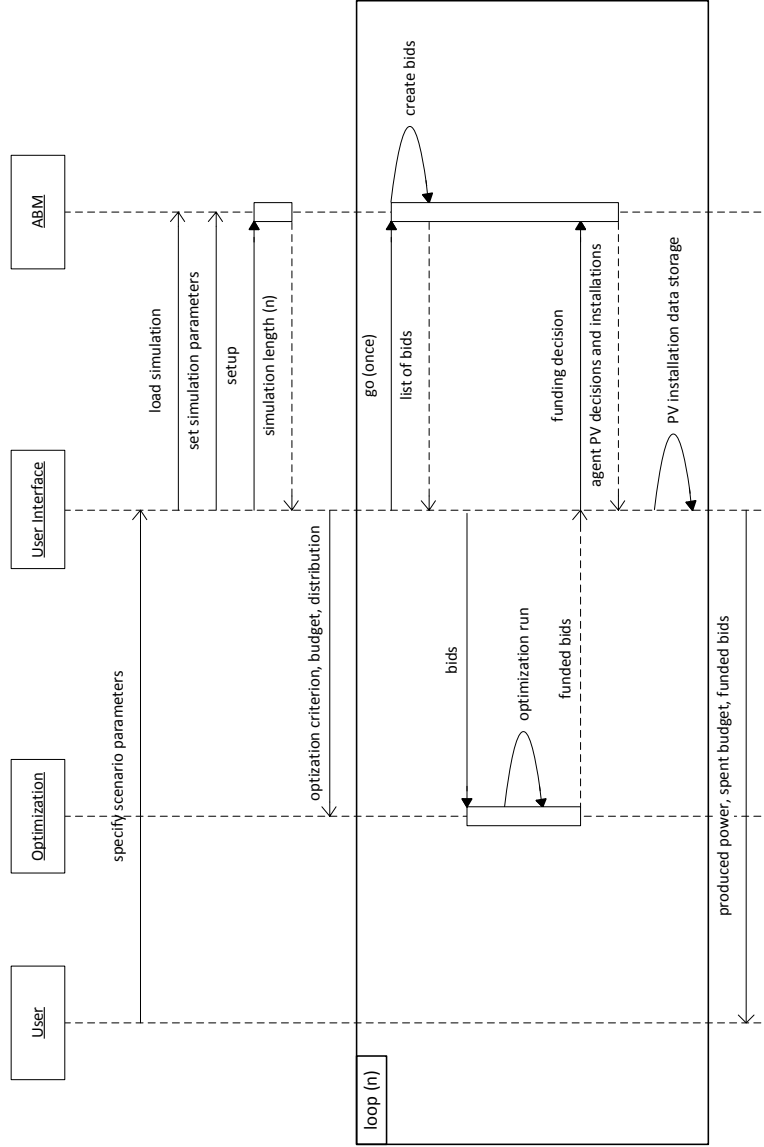 User
Optimization
User Interface
ABM
specify scenario parameters
load simulation
set simulation parameters
setup
simulation length (n)
optization criterion, budget, distribution
loop (n)
go (once)
create bids
list of bids
bids
optimization run
funded bids
funding decision
agent PV decisions and installations
PV installation data storage
produced power, spent budget, funded bids